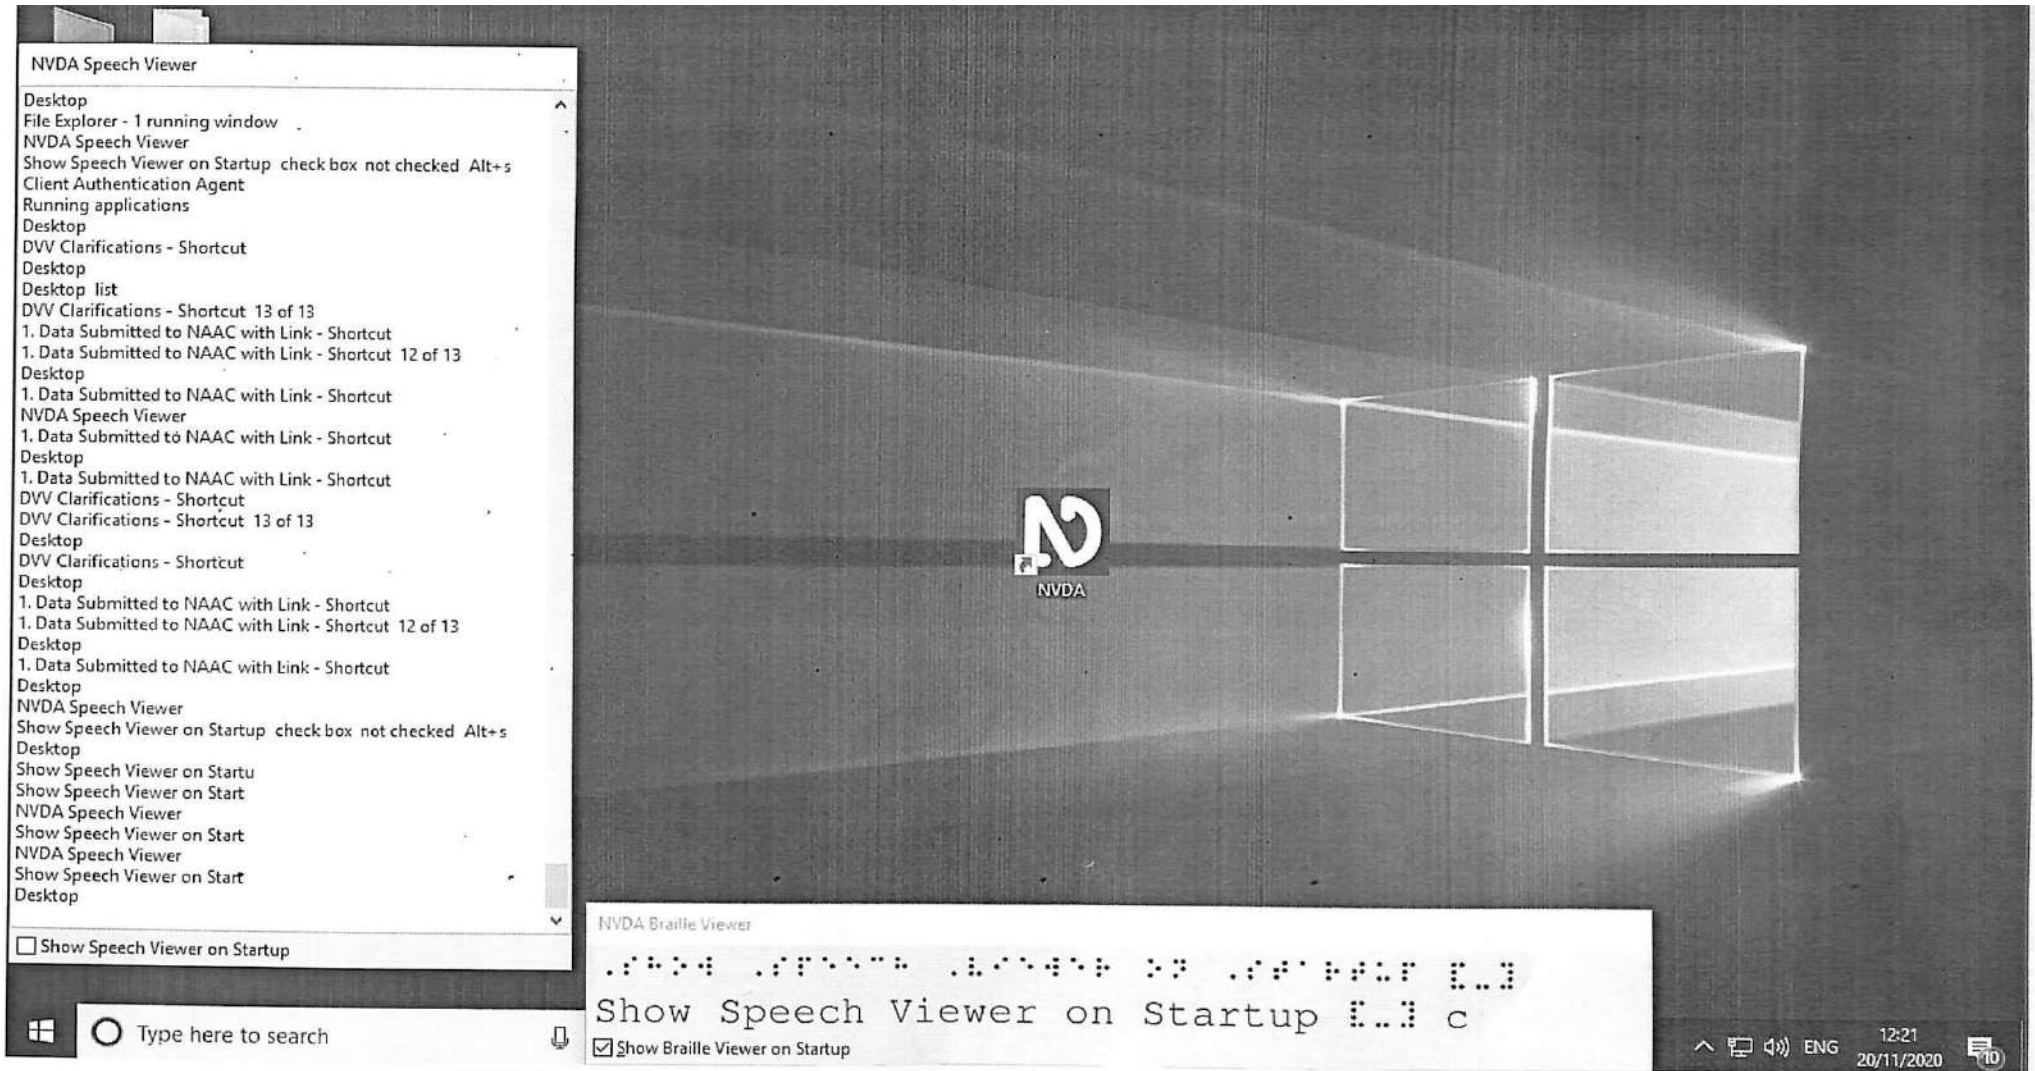 NVDA Speech Viewer
Desktop
File Explorer - 1 running window
NVDA Speech Viewer
Show Speech Viewer on Startup check box not checked Alt+s
Client Authentication Agent
Running applications
Desktop
DVV Clarifications - Shortcut
Desktop
Desktop list
DVV Clarifications - Shortcut 13 of 13
1. Data Submitted to NAAC with Link - Shortcut
1. Data Submitted to NAAC with Link - Shortcut 12 of 13
Desktop
1. Data Submitted to NAAC with Link - Shortcut
NVDA Speech Viewer
1. Data Submitted to NAAC with Link - Shortcut
Desktop
1. Data Submitted to NAAC with Link - Shortcut
DVV Clarifications - Shortcut
DVV Clarifications - Shortcut 13 of 13
Desktop
DVV Clarifications - Shortcut
Desktop
1. Data Submitted to NAAC with Link - Shortcut
1. Data Submitted to NAAC with Link - Shortcut 12 of 13
Desktop
1. Data Submitted to NAAC with Link - Shortcut
Desktop
NVDA Speech Viewer
Show Speech Viewer on Startup check box not checked Alt+s
Desktop
Show Speech Viewer on Startu
Show Speech Viewer on Start
NVDA Speech Viewer
Show Speech Viewer on Start
NVDA Speech Viewer
Show Speech Viewer on Start
Desktop
Show Speech Viewer on Startup
NVDA
NVDA Braille Viewer
⠠⠎⠓⠕⠺ ⠠⠎⠏⠑⠑⠉⠓ ⠠⠧⠊⠑⠺⠑⠗ ⠕⠝ ⠠⠎⠞⠁⠗⠞⠥⠏ ⣏⣀⣹
Show Speech Viewer on Startup ⣏⣀⣹ c
Show Braille Viewer on Startup
Type here to search
ENG
12:21
20/11/2020
10